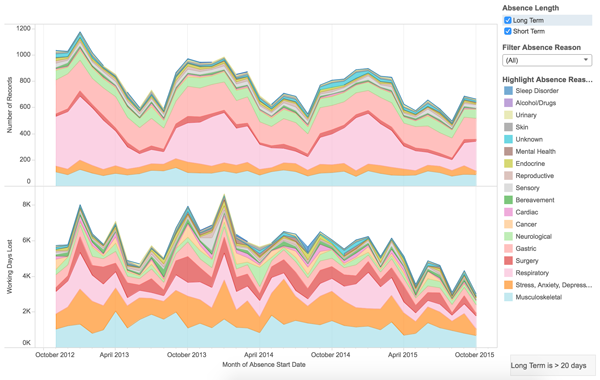 Absence Length
Long Term
Short Term
Filter Absence Reason
(All)
Highlight Absence Reas...
Sleep Disorder
Alcohol/Drugs
Urinary
Skin
Unknown
Mental Health
Endocrine
Reproductive
Sensory
Bereavement
Cardiac
Cancer
Neurological
Gastric
Surgery
Respiratory
Stress, Anxiety, Depress...
Musculoskeletal
Long Term is > 20 days
Number of Records
1200
1000
800
600
400
200
0
Working Days Lost
8K
6K
4K
2K
0K
October 2012
April 2013
October 2013
April 2014
October 2014
April 2015
October 2015
Month of Absence Start Date